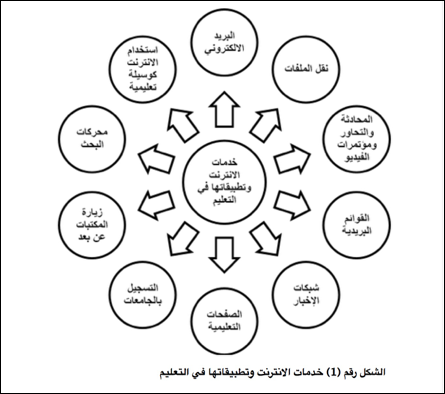 البريد
الالكتروني
نقل الملفات
المحادثة
والتحاور
ومؤتمرات
الفيديو
القوائم
البريدية
شبكات
الإخبار
الصفحات
التعليمية
التسجيل
بالجامعات
زيارة
المكتبات
عن بعد
محركات
البحث
استخدام
الانترنت
كوسيلة
تعليمية
خدمات
الانترنت
وتطبيقاتها في
التعليم
الشكل رقم (1) خدمات الانترنت وتطبيقاتها في التعليم